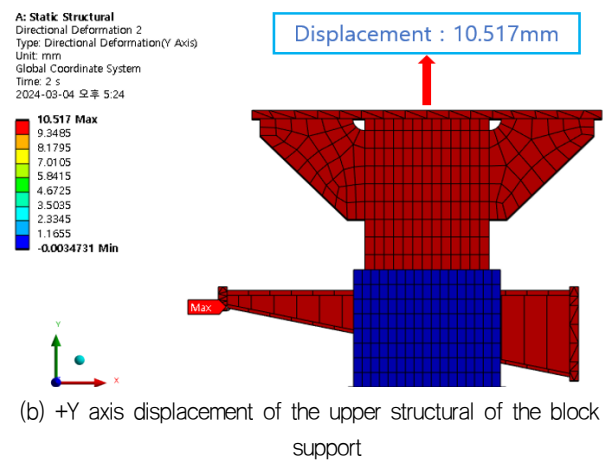 A: Static Structural
Directional Deformation 2
Type: Directional Deformation(Y Axis)
Unit: mm
Global Coordinate System
Time: 2 s
2024-03-04 오후 5:24
Displacement : 10.517mm
10.517 Max
9.3485
8.1795
7.0105
5.8415
4.6725
3.5035
2.3345
1.1655
-0.0034731 Min
Max
Y
X
(b) +Y axis displacement of the upper structural of the block
support